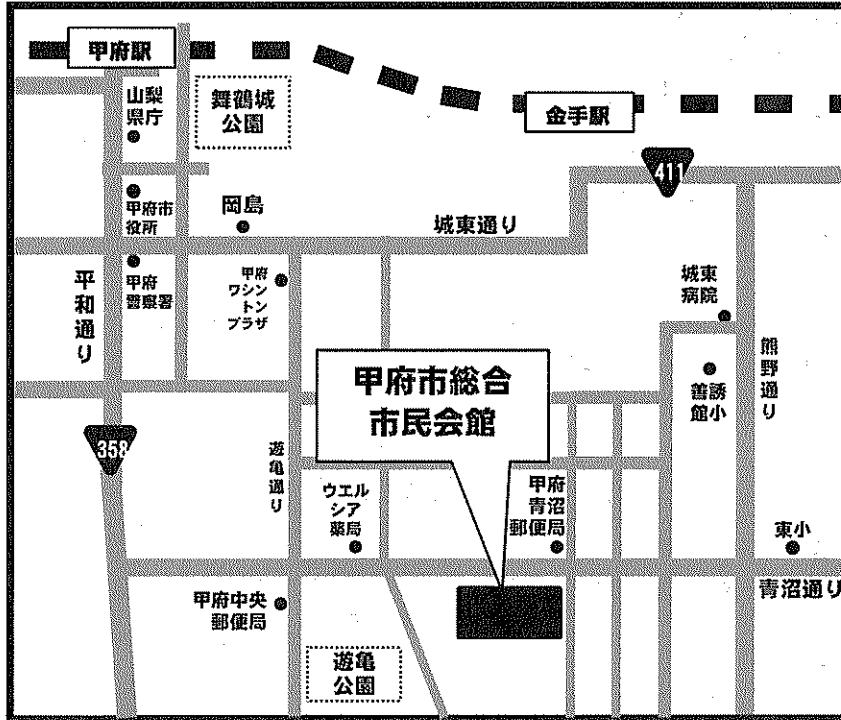 甲府駅
山梨
県庁
舞鶴城
公園
金手駅
411
甲府市
役所
岡島
城東通り
平和通り
甲府
警察署
甲府
ワシン
トン
プラザ
城東
病院
熊野通り
善誘
館小
甲府市総合
市民会館
358
遊亀通り
ウエル
シア
薬局
甲府
青沼
郵便局
東小
青沼通り
甲府中央
郵便局
遊亀
公園